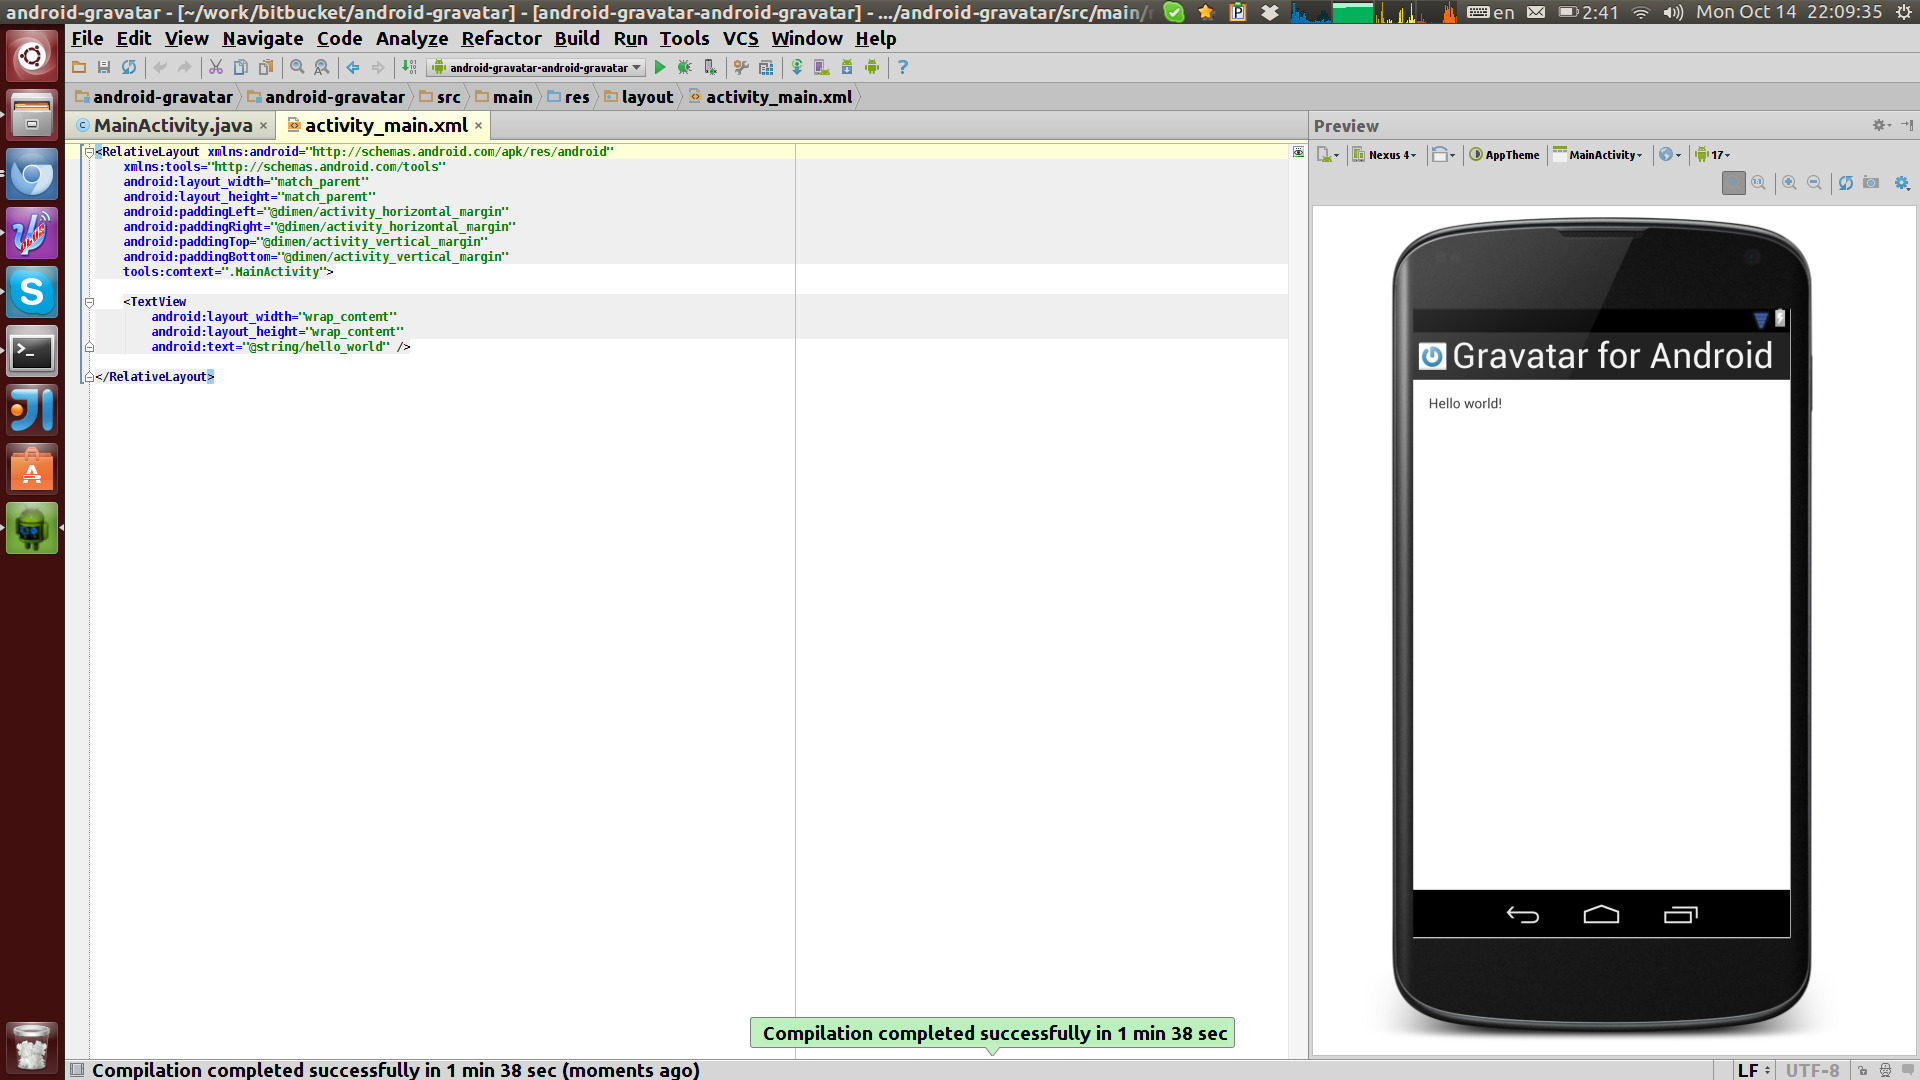 android-gravatar - [~/work/bitbucket/android-gravatar] - [android-gravatar-android-gravatar] - .../android-gravatar/src/main/r
en 2:41 Mon Oct 14 22:09:35
File Edit View Navigate Code Analyze Refactor Build Run Tools VCS Window Help
android-gravatar-android-gravatar
android-gravatar android-gravatar src main res layout activity_main.xml
MainActivity.java activity_main.xml
<RelativeLayout xmlns:android="http://schemas.android.com/apk/res/android"
xmlns:tools="http://schemas.android.com/tools"
android:layout_width="match_parent"
android:layout_height="match_parent"
android:paddingLeft="@dimen/activity_horizontal_margin"
android:paddingRight="@dimen/activity_horizontal_margin"
android:paddingTop="@dimen/activity_vertical_margin"
android:paddingBottom="@dimen/activity_vertical_margin"
tools:context=".MainActivity">
<TextView
android:layout_width="wrap_content"
android:layout_height="wrap_content"
android:text="@string/hello_world" />
</RelativeLayout>
Preview
Nexus 4 AppTheme MainActivity 17
Gravatar for Android
Hello world!
Compilation completed successfully in 1 min 38 sec
Compilation completed successfully in 1 min 38 sec (moments ago)
LF UTF-8